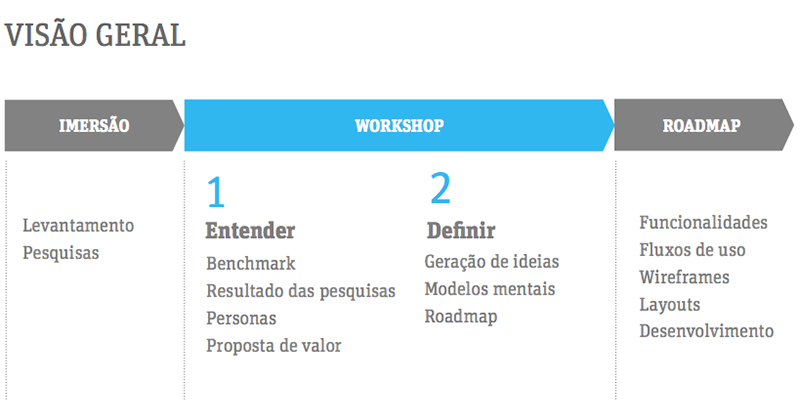 VISÃO GERAL
IMERSÃO
WORKSHOP
ROADMAP
Levantamento
Pesquisas
1
Entender
Benchmark
Resultado das pesquisas
Personas
Proposta de valor
2
Definir
Geração de ideias
Modelos mentais
Roadmap
Funcionalidades
Fluxos de uso
Wireframes
Layouts
Desenvolvimento